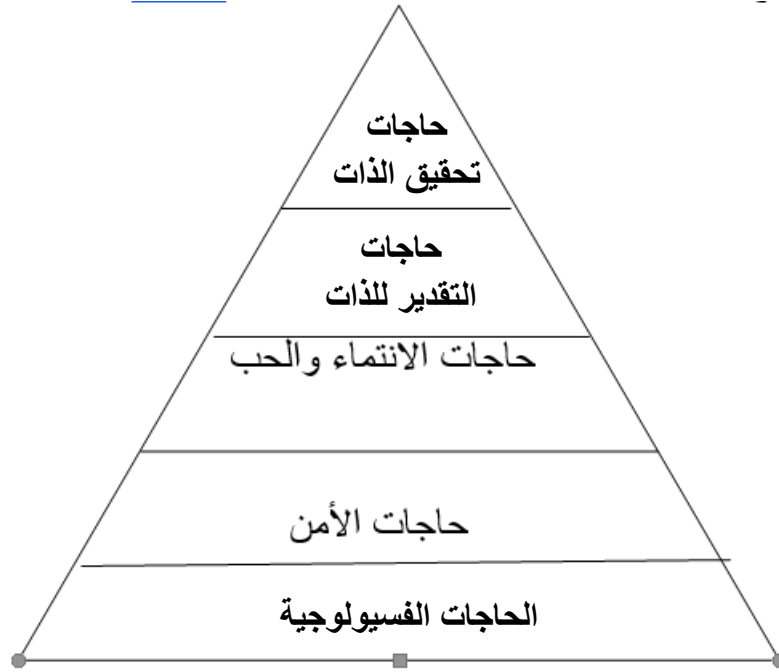 حاجات
تحقيق الذات
حاجات
التقدير للذات
حاجات الانتماء والحب
حاجات الأمن
الحاجات الفسيولوجية